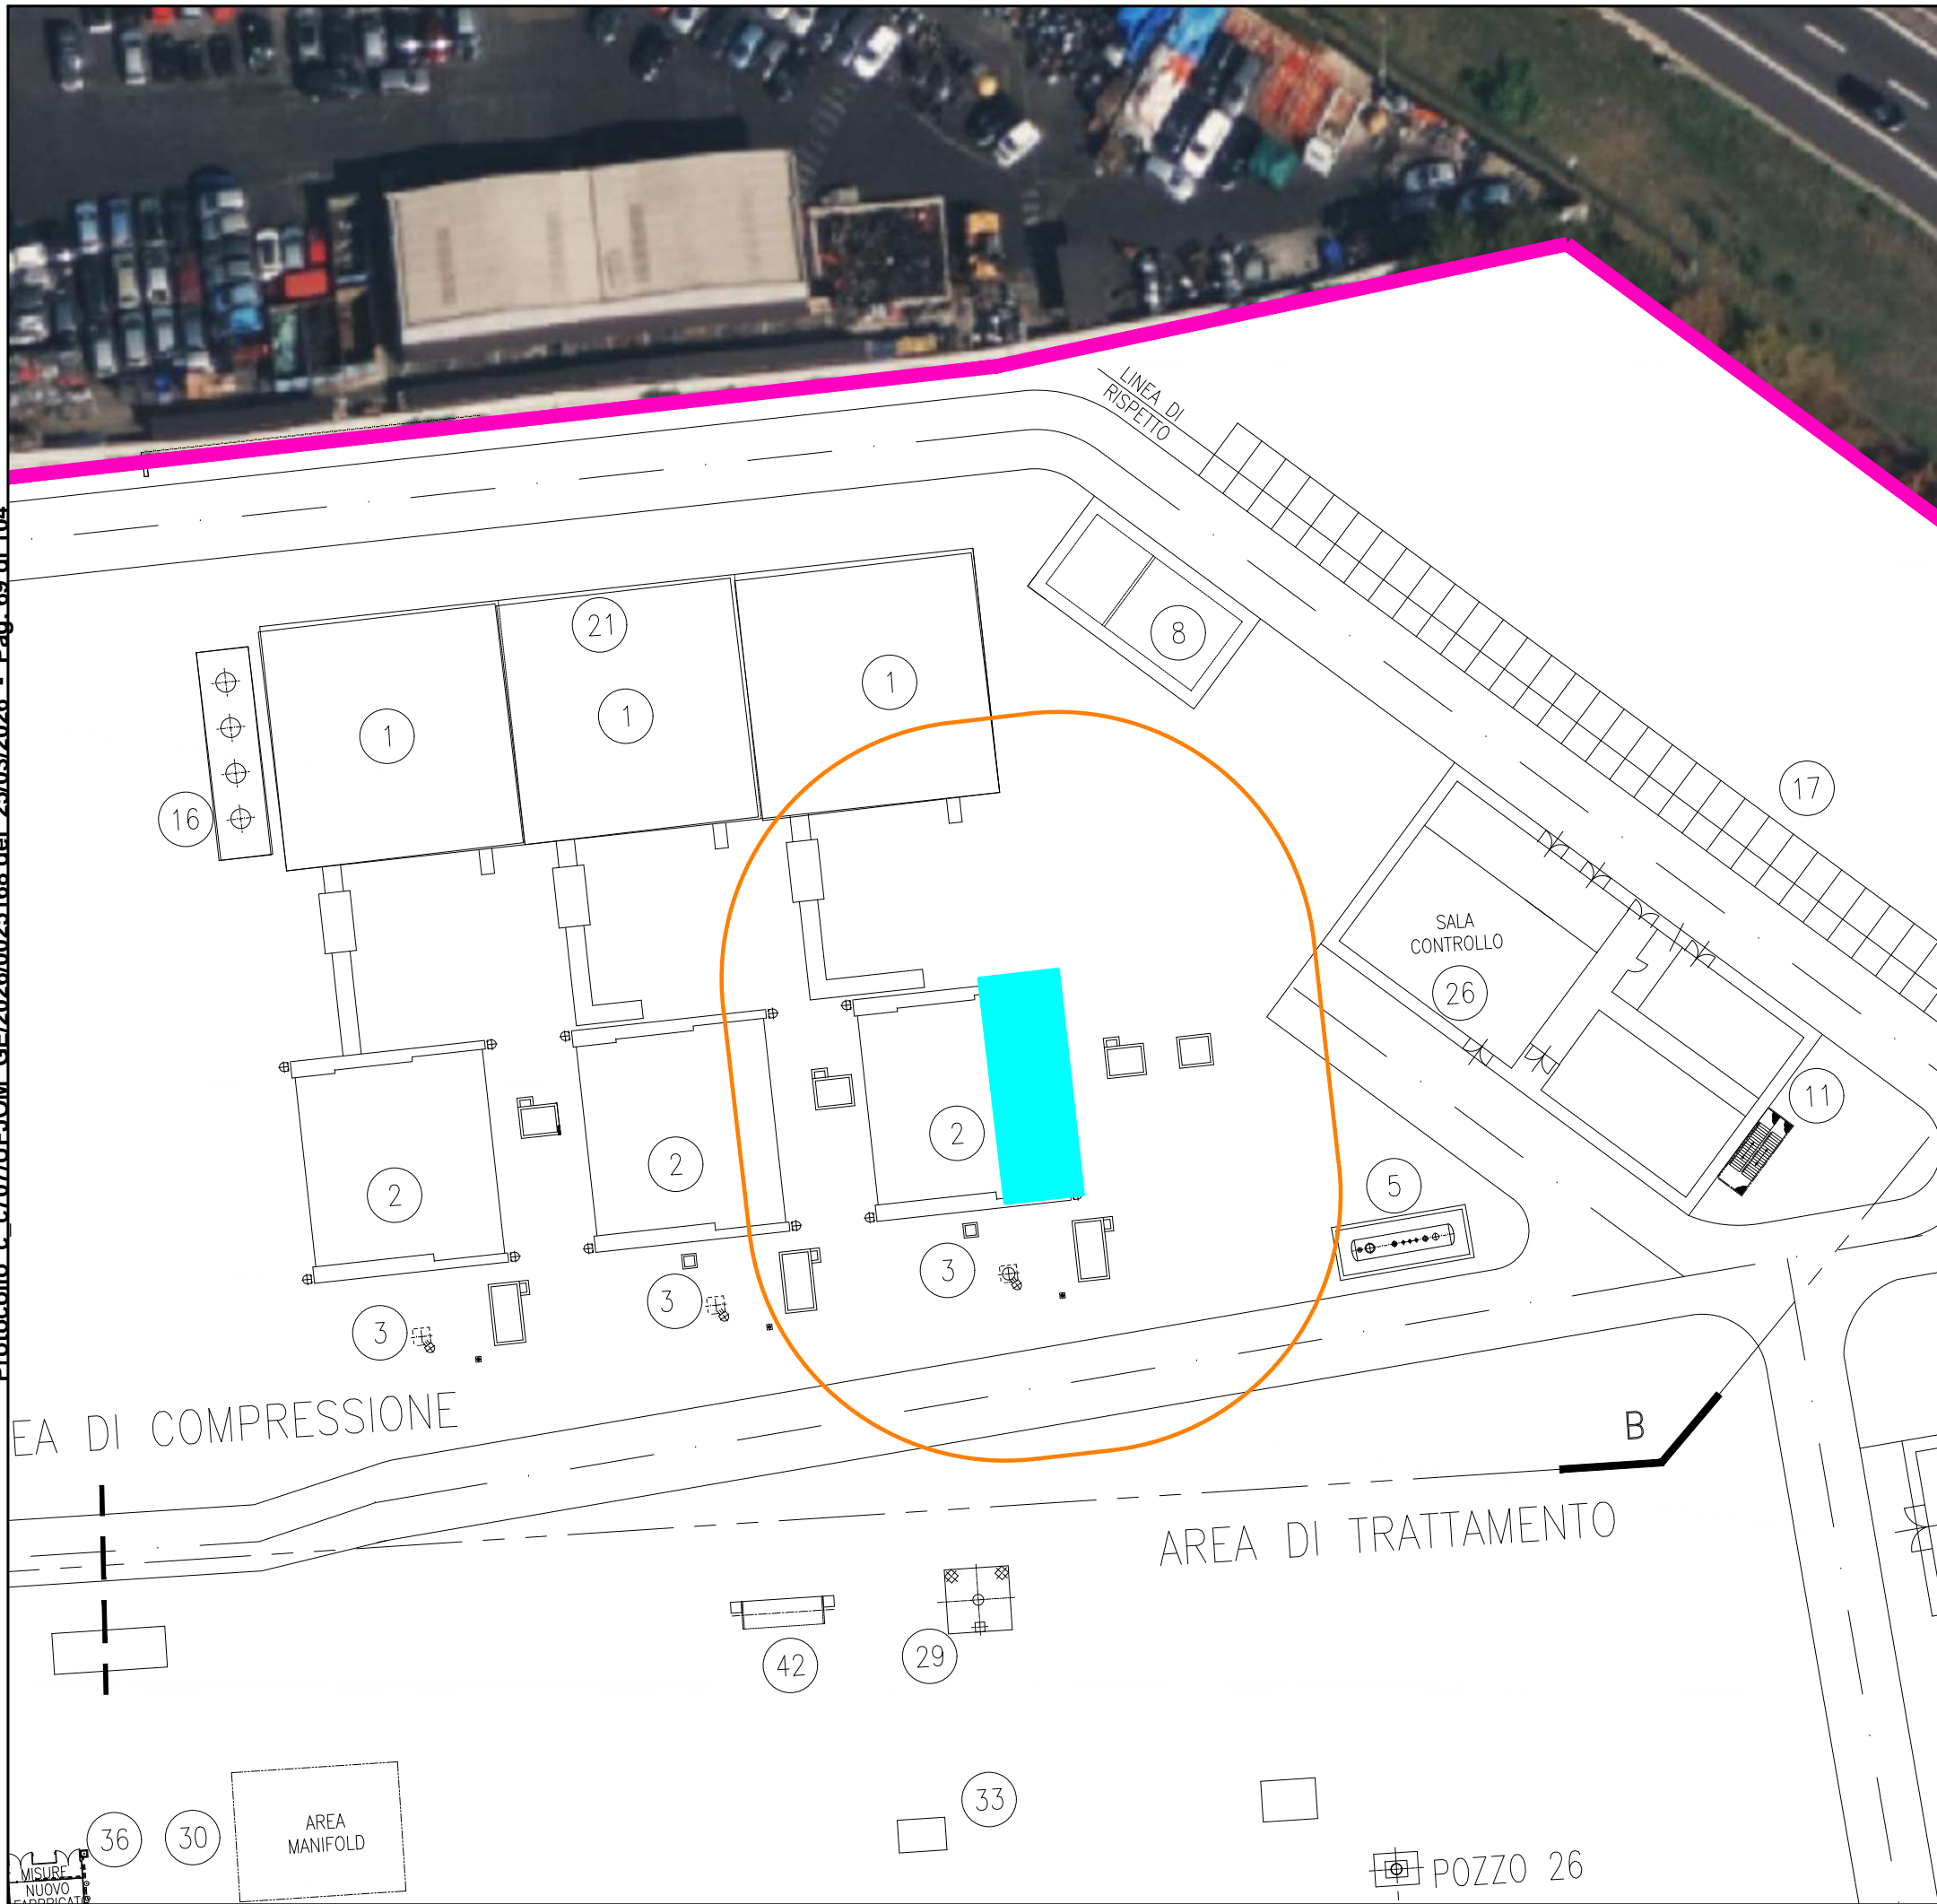 LINEA DI
RISPETTO
21
8
1
1
1
17
16
SALA
CONTROLLO
26
11
2
2
2
5
3
3
3
EA DI COMPRESSIONE
B
AREA DI TRATTAMENTO
42
29
33
36
30
AREA
MANIFOLD
MISURE
NUOVO
POZZO 26